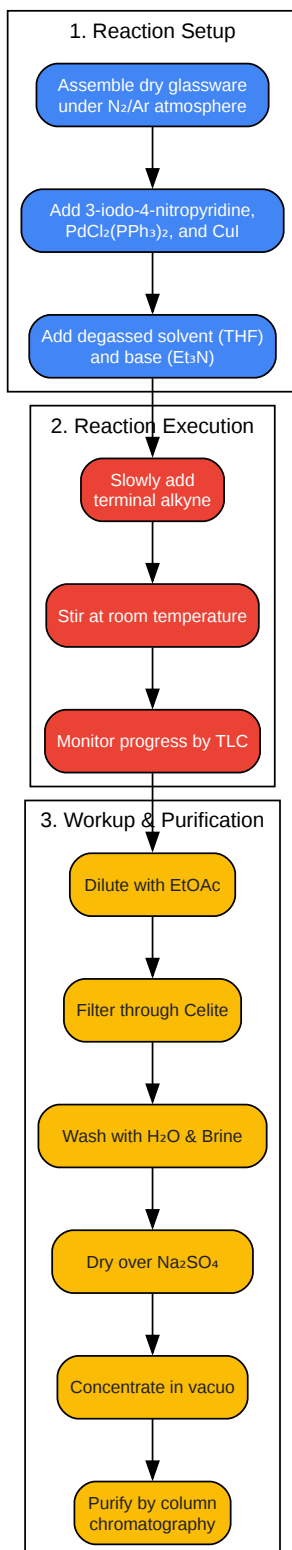 1. Reaction Setup
Assemble dry glassware
under N₂/Ar atmosphere
Add 3-iodo-4-nitropyridine,
PdCl₂(PPh₃)₂, and CuI
Add degassed solvent (THF)
and base (Et₃N)
2. Reaction Execution
Slowly add
terminal alkyne
Stir at room temperature
Monitor progress by TLC
3. Workup & Purification
Dilute with EtOAc
Filter through Celite
Wash with H₂O & Brine
Dry over Na₂SO₄
Concentrate in vacuo
Purify by column
chromatography